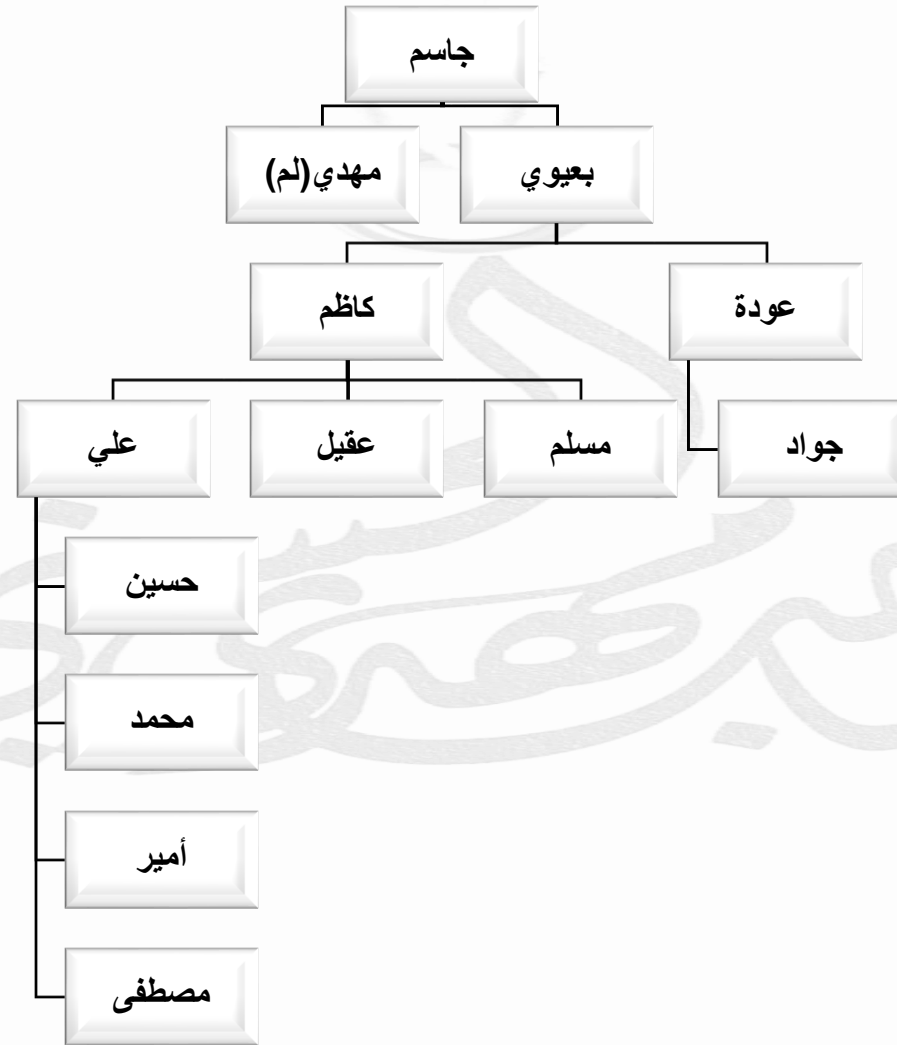 جاسم
بعيوي
مهدي(لم)
عودة
كاظم
جواد
مسلم
عقيل
علي
حسين
محمد
أمير
مصطفى